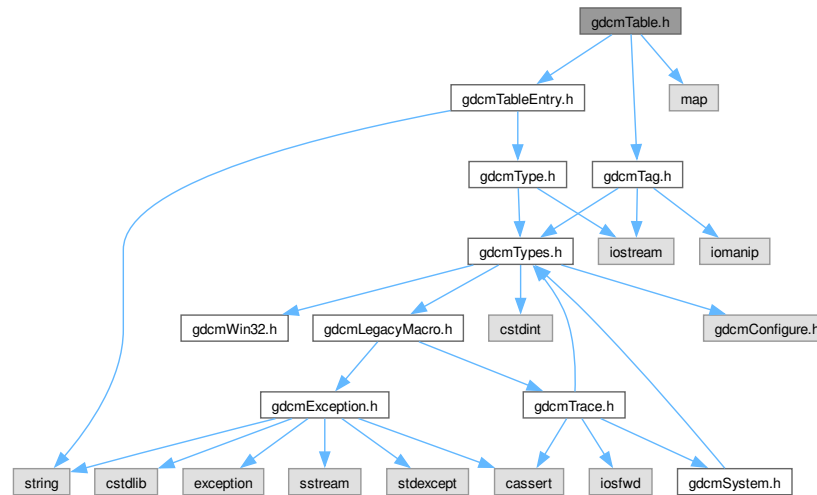 gdcmTable.h
gdcmTableEntry.h
map
gdcmType.h
gdcmTag.h
gdcmTypes.h
iostream
iomanip
gdcmWin32.h
gdcmLegacyMacro.h
cstdint
gdcmConfigure.h
gdcmException.h
gdcmTrace.h
string
cstdlib
exception
sstream
stdexcept
cassert
iosfwd
gdcmSystem.h